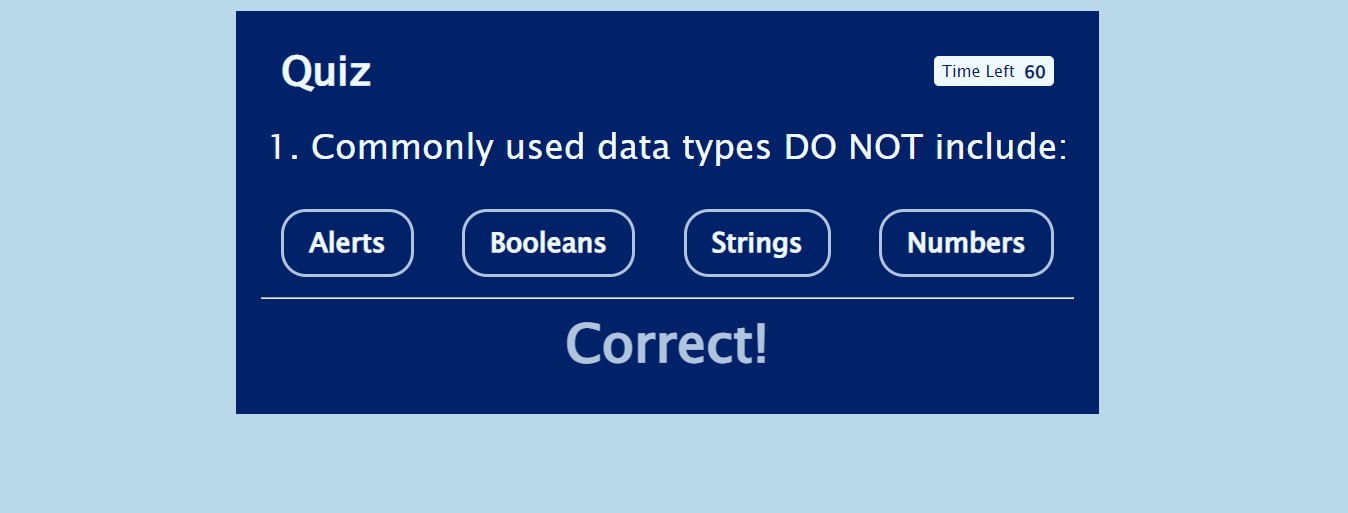 Quiz
Time Left 60
1. Commonly used data types DO NOT include:
Alerts Booleans Strings Numbers
Correct!